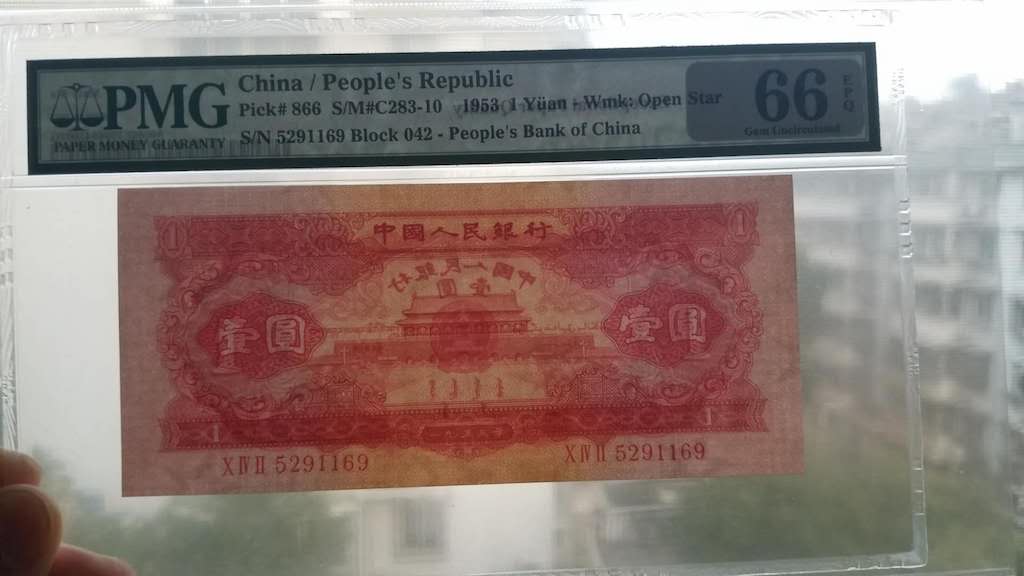 PMG
PAPER MONEY GUARANTY
China / People's Republic
Pick# 866 S/M#C283-10 1953 1 Yüan - Wmk: Open Star
S/N 5291169 Block 042 - People's Bank of China
66 EPQ
Gem Uncirculated
1 中國人民銀行 1
中國人民銀行
壹圓
壹圓 壹圓
1 1
XIVII 5291169 XIVII 5291169